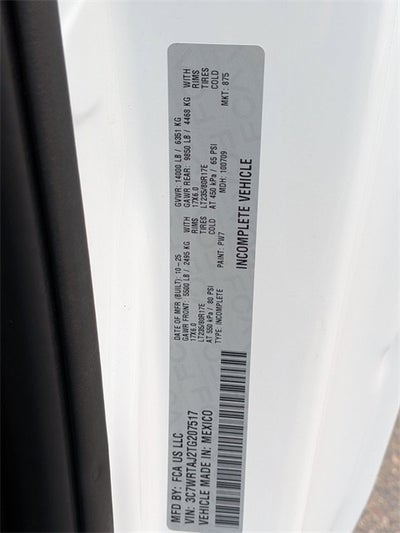 MFD BY: FCA US LLC
VIN: 3C7WRTAJ2TG207517
VEHICLE MADE IN: MEXICO
DATE OF MFR (BUILT): 10-25 GVWR: 14000 LB / 6351 KG
GAWR FRONT: 5500 LB / 2495 KG WITH GAWR REAR: 9850 LB / 4468 KG WITH
17X6.0 RIMS 17X6.0 RIMS
LT235/80R17E TIRES LT235/80R17E TIRES
AT 550 kPa / 80 PSI COLD AT 450 kPa / 65 PSI COLD
TYPE: INCOMPLETE PAINT: PW7 MDH: 100709 MKT: 875
INCOMPLETE VEHICLE